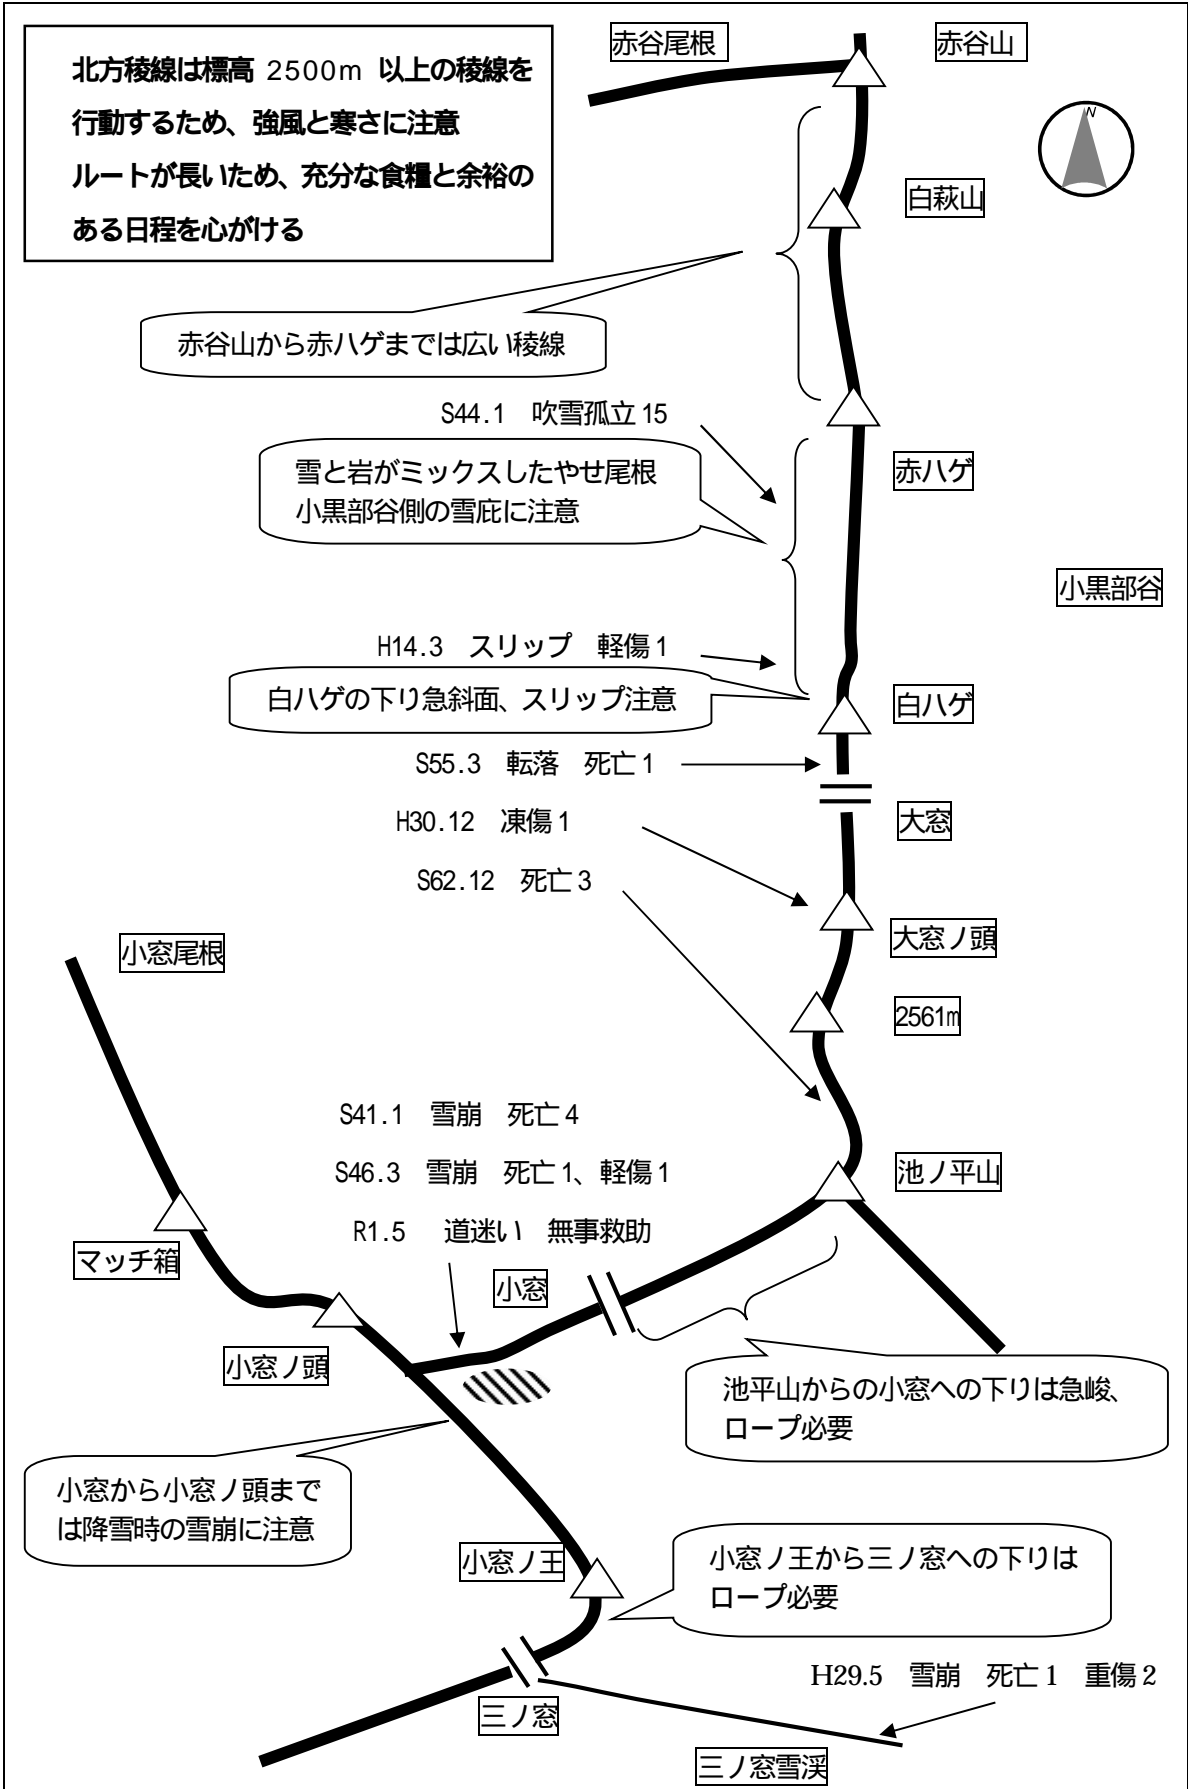 北方稜線は標高 2500m 以上の稜線を
行動するため、強風と寒さに注意
ルートが長いため、充分な食糧と余裕の
ある日程を心がける
赤谷尾根
赤谷山
N
白萩山
赤谷山から赤ハゲまでは広い稜線
S44.1 吹雪孤立 15
赤ハゲ
雪と岩がミックスしたやせ尾根
小黒部谷側の雪庇に注意
小黒部谷
H14.3 スリップ 軽傷 1
白ハゲの下り急斜面、スリップ注意
白ハゲ
S55.3 転落 死亡 1
大窓
H30.12 凍傷 1
S62.12 死亡 3
大窓ノ頭
小窓尾根
2561m
S41.1 雪崩 死亡 4
S46.3 雪崩 死亡 1、軽傷 1
R1.5 道迷い 無事救助
池ノ平山
マッチ箱
小窓
小窓ノ頭
池平山からの小窓への下りは急峻、
ロープ必要
小窓から小窓ノ頭まで
は降雪時の雪崩に注意
小窓ノ王
小窓ノ王から三ノ窓への下りは
ロープ必要
H29.5 雪崩 死亡 1 重傷 2
三ノ窓
三ノ窓雪渓